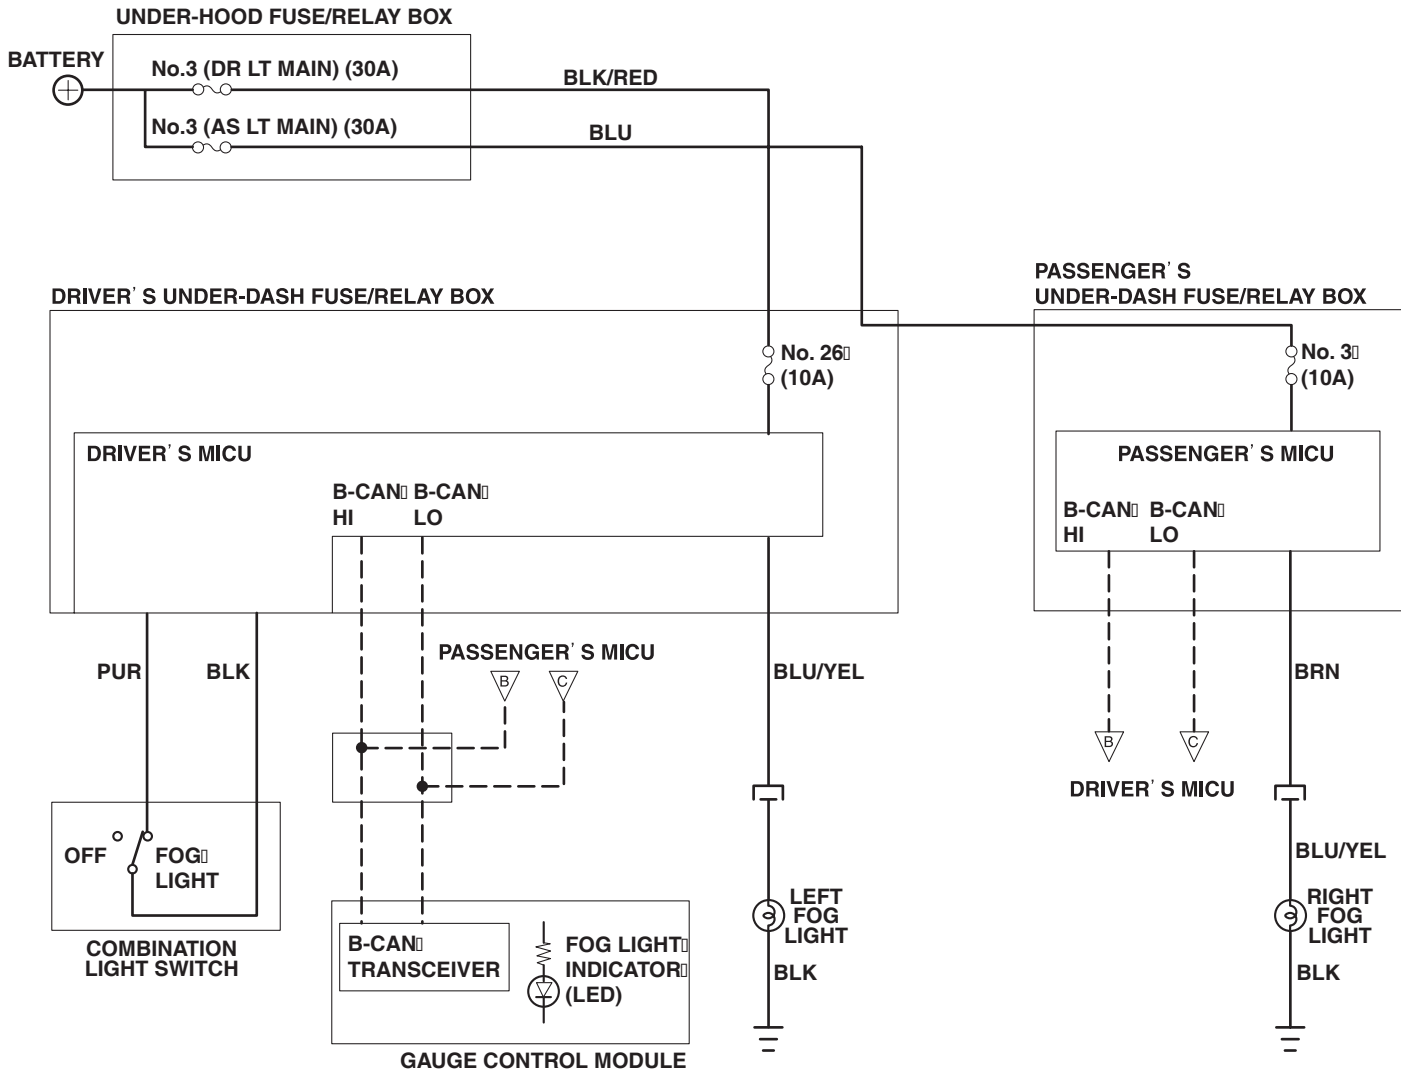 UNDER-HOOD FUSE/RELAY BOX
BATTERY
No.3 (DR LT MAIN) (30A)
BLK/RED
No.3 (AS LT MAIN) (30A)
BLU
PASSENGER'S
UNDER-DASH FUSE/RELAY BOX
DRIVER'S UNDER-DASH FUSE/RELAY BOX
No. 26
(10A)
No. 3
(10A)
DRIVER'S MICU
PASSENGER'S MICU
B-CAN
HI
B-CAN
LO
B-CAN
HI
B-CAN
LO
PUR
BLK
PASSENGER'S MICU
B
C
BLU/YEL
BRN
B
C
DRIVER'S MICU
OFF
FOG
LIGHT
COMBINATION
LIGHT SWITCH
BLU/YEL
LEFT
FOG
LIGHT
RIGHT
FOG
LIGHT
B-CAN
TRANSCEIVER
FOG LIGHT
INDICATOR
(LED)
BLK
BLK
GAUGE CONTROL MODULE